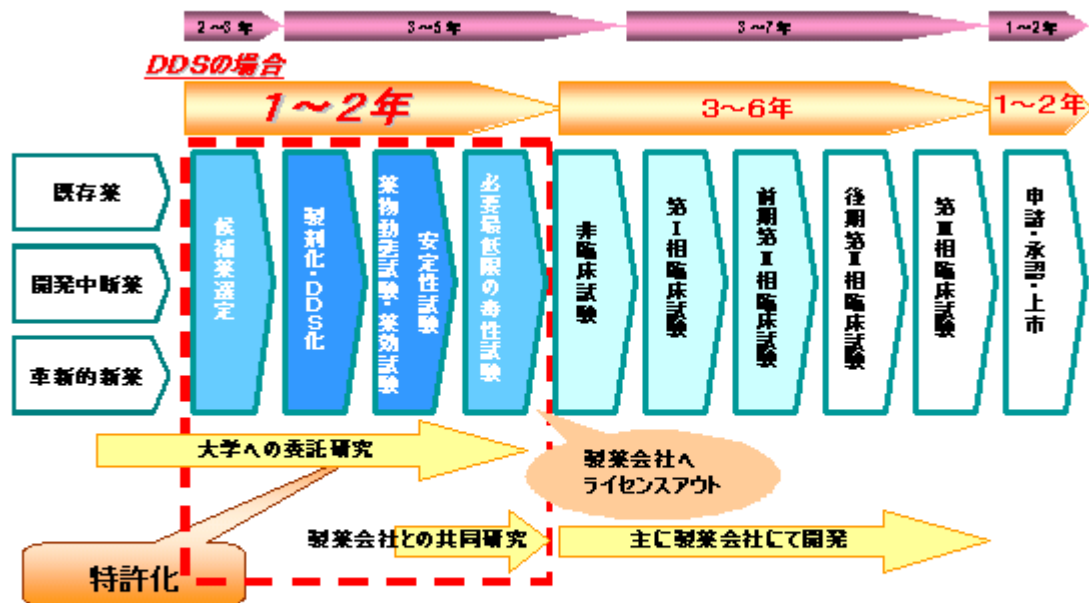 2～3年
3～5年
3～7年
1～2年
DDSの場合
1～2年
3～6年
1～2年
既存薬
開発中断薬
革新的新薬
候補薬選定
製剤化・DDS化
薬物動態試験・薬効試験
安定性試験
必要最低限の毒性試験
非臨床試験
第Ⅰ相臨床試験
前期第Ⅱ相臨床試験
後期第Ⅱ相臨床試験
第Ⅲ相臨床試験
申請・承認・上市
大学への委託研究
製薬会社へ
ライセンスアウト
製薬会社との共同研究
主に製薬会社にて開発
特許化